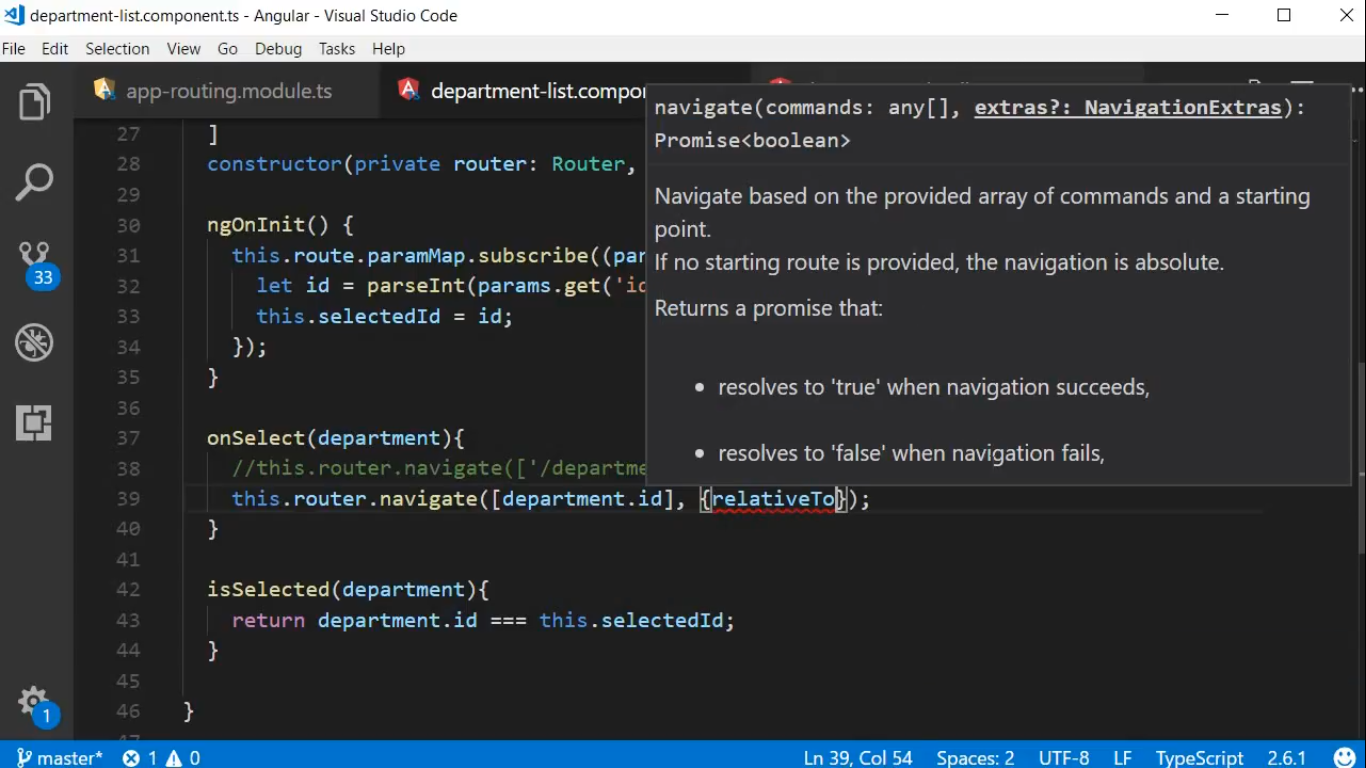 department-list.component.ts - Angular - Visual Studio Code
File Edit Selection View Go Debug Tasks Help
app-routing.module.ts department-list.compon
navigate(commands: any[], extras?: NavigationExtras):
Promise<boolean>
Navigate based on the provided array of commands and a starting
point.
If no starting route is provided, the navigation is absolute.
Returns a promise that:
• resolves to 'true' when navigation succeeds,
• resolves to 'false' when navigation fails,
27 ]
28 constructor(private router: Router,
29
30 ngOnInit() {
31 this.route.paramMap.subscribe((par
32 let id = parseInt(params.get('id
33 this.selectedId = id;
34 });
35 }
36
37 onSelect(department){
38 //this.router.navigate(['/departme
39 this.router.navigate([department.id], {relativeTo});
40 }
41
42 isSelected(department){
43 return department.id === this.selectedId;
44 }
45
46 }
33
1
master* 1 0 Ln 39, Col 54 Spaces: 2 UTF-8 LF TypeScript 2.6.1